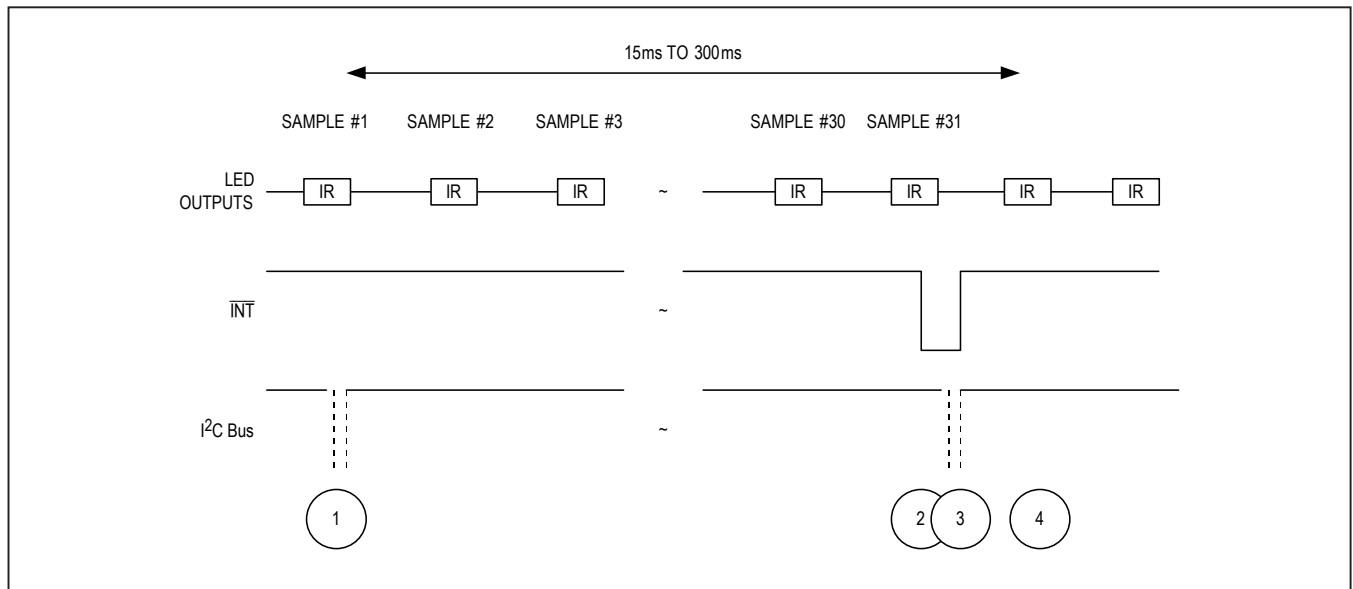 15ms TO 300ms
SAMPLE #1 SAMPLE #2 SAMPLE #3 SAMPLE #30 SAMPLE #31
LED
OUTPUTS
IR IR IR ~ IR IR IR IR
INT ~
I2C Bus ~
1 2 3 4